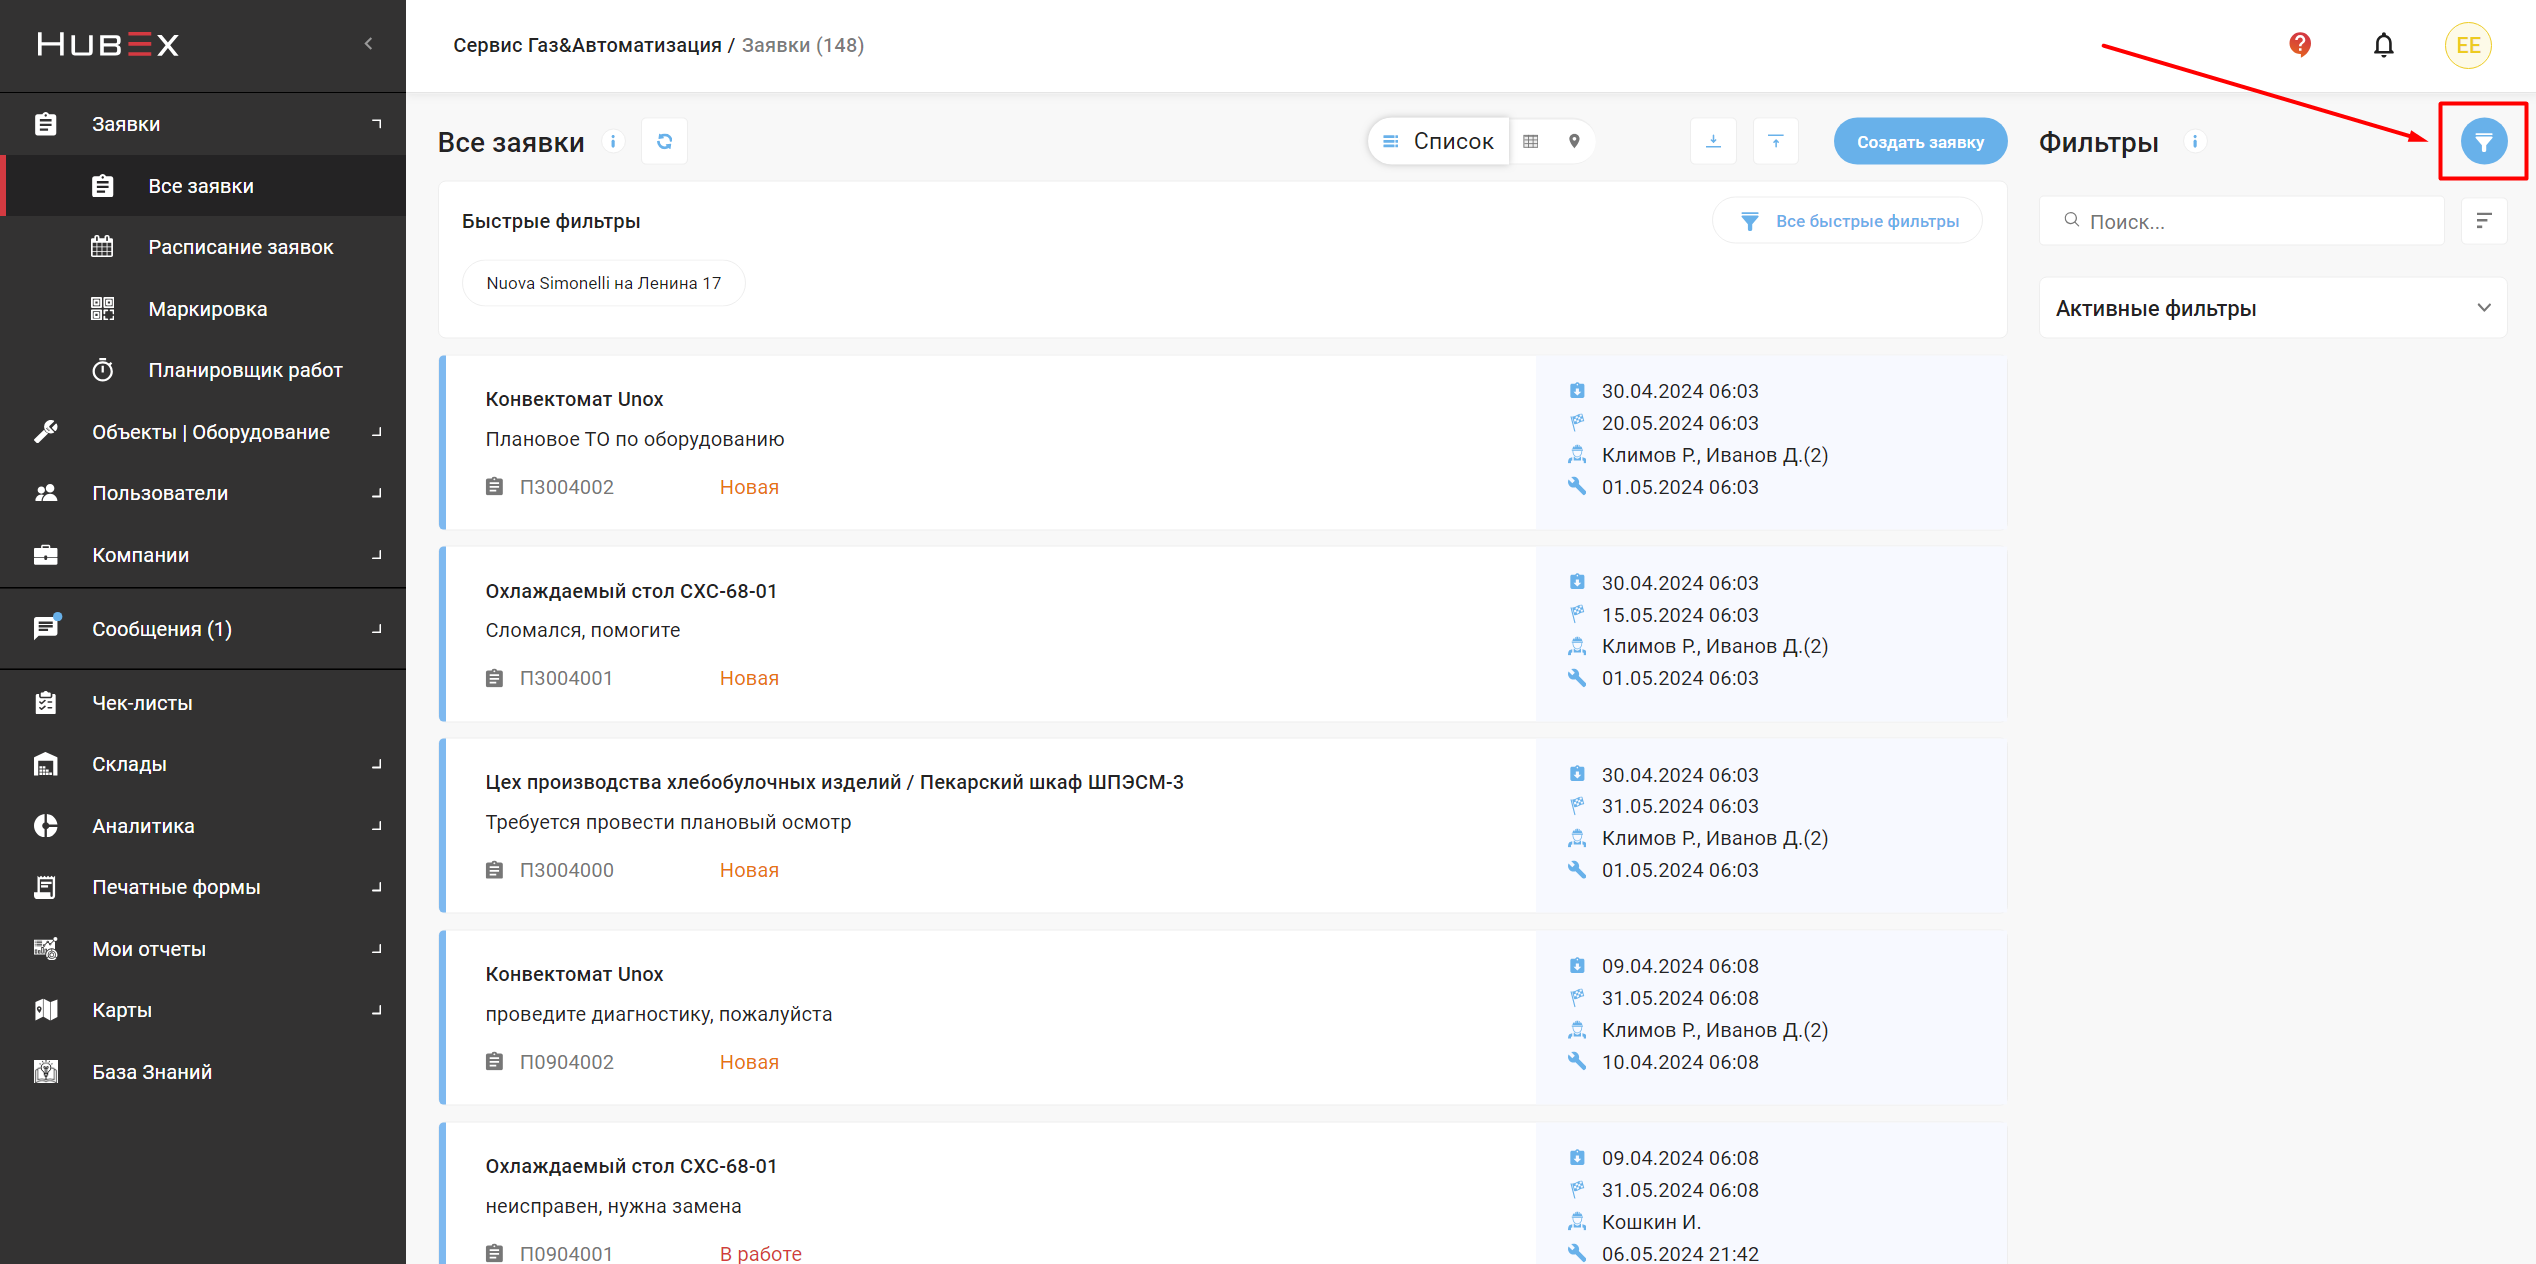 HUBEX
Сервис Газ&Автоматизация / Заявки (148)
?
EE
Заявки
Все заявки
Расписание заявок
Маркировка
Планировщик работ
Объекты | Оборудование
Пользователи
Компании
Сообщения (1)
Чек-листы
Склады
Аналитика
Печатные формы
Мои отчеты
Карты
База Знаний
Все заявки
i
Список
Создать заявку
Быстрые фильтры
Все быстрые фильтры
Nuova Simonelli на Ленина 17
Конвектомат Unox
Плановое ТО по оборудованию
П3004002 Новая
30.04.2024 06:03
20.05.2024 06:03
Климов Р., Иванов Д.(2)
01.05.2024 06:03
Охлаждаемый стол СХС-68-01
Сломался, помогите
П3004001 Новая
30.04.2024 06:03
15.05.2024 06:03
Климов Р., Иванов Д.(2)
01.05.2024 06:03
Цех производства хлебобулочных изделий / Пекарский шкаф ШПЭСМ-3
Требуется провести плановый осмотр
П3004000 Новая
30.04.2024 06:03
31.05.2024 06:03
Климов Р., Иванов Д.(2)
01.05.2024 06:03
Конвектомат Unox
проведите диагностику, пожалуйста
П0904002 Новая
09.04.2024 06:08
31.05.2024 06:08
Климов Р., Иванов Д.(2)
10.04.2024 06:08
Охлаждаемый стол СХС-68-01
неисправен, нужна замена
П0904001 В работе
09.04.2024 06:08
31.05.2024 06:08
Кошкин И.
06.05.2024 21:42
Фильтры
i
Поиск...
Активные фильтры